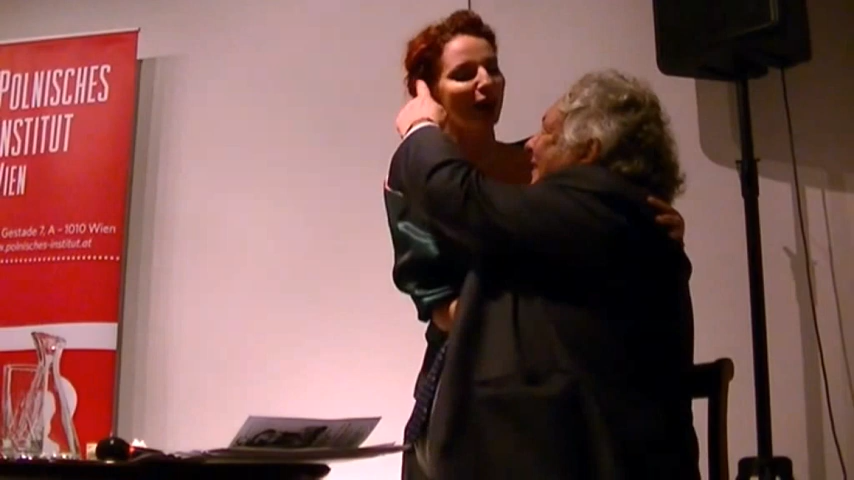 POLNISCHES
INSTITUT
WIEN
Gestade 7, A - 1010 Wien
.polnisches-institut.at